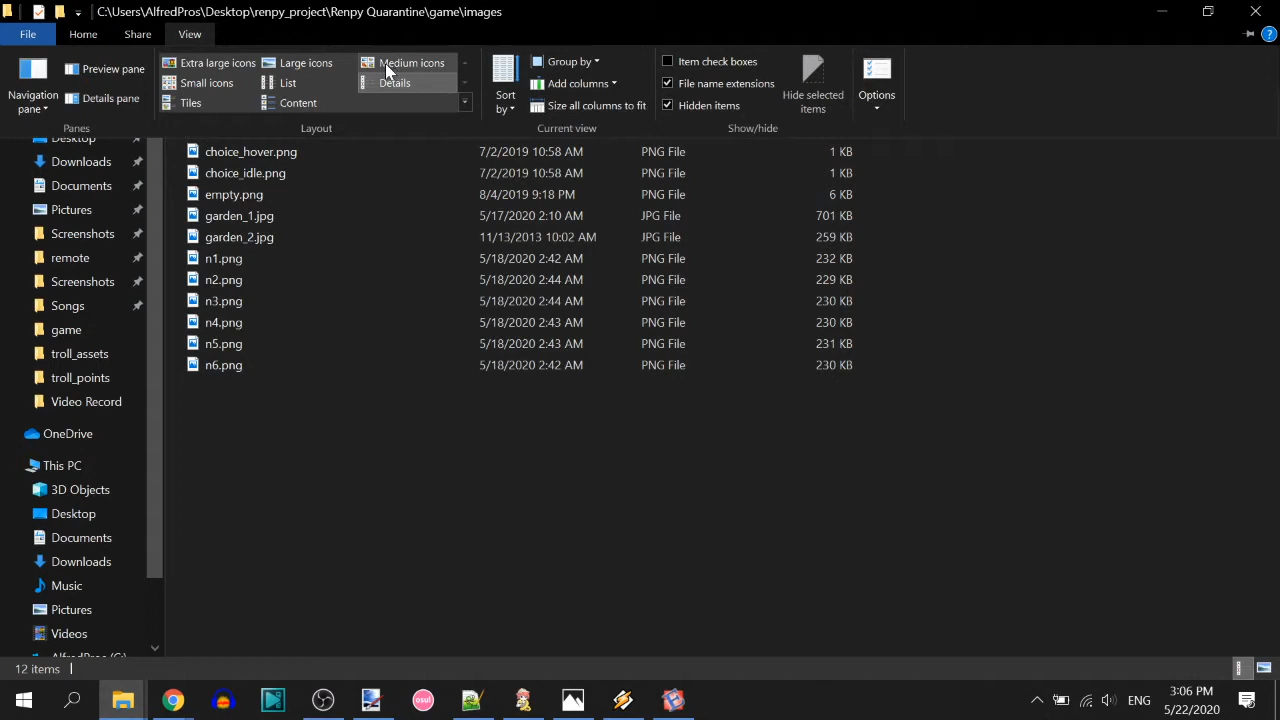 C:\Users\AlfredPros\Desktop\renpy_project\Renpy Quarantine\game\images
File Home Share View
Extra large icons Large icons Medium icons
Small icons List Details
Tiles Content
Navigation pane
Preview pane
Details pane
Sort by
Group by
Add columns
Size all columns to fit
Item check boxes
File name extensions
Hidden items
Hide selected items
Options
Panes Layout Current view Show/hide
Desktop
Downloads
Documents
Pictures
Screenshots
remote
Screenshots
Songs
game
troll_assets
troll_points
Video Record
OneDrive
This PC
3D Objects
Desktop
Documents
Downloads
Music
Pictures
Videos
AlfredPros (C:)
choice_hover.png 7/2/2019 10:58 AM PNG File 1 KB
choice_idle.png 7/2/2019 10:58 AM PNG File 1 KB
empty.png 8/4/2019 9:18 PM PNG File 6 KB
garden_1.jpg 5/17/2020 2:10 AM JPG File 701 KB
garden_2.jpg 11/13/2013 10:02 AM JPG File 259 KB
n1.png 5/18/2020 2:42 AM PNG File 232 KB
n2.png 5/18/2020 2:44 AM PNG File 229 KB
n3.png 5/18/2020 2:44 AM PNG File 230 KB
n4.png 5/18/2020 2:43 AM PNG File 230 KB
n5.png 5/18/2020 2:43 AM PNG File 231 KB
n6.png 5/18/2020 2:42 AM PNG File 230 KB
12 items
osu!
ENG
3:06 PM
5/22/2020